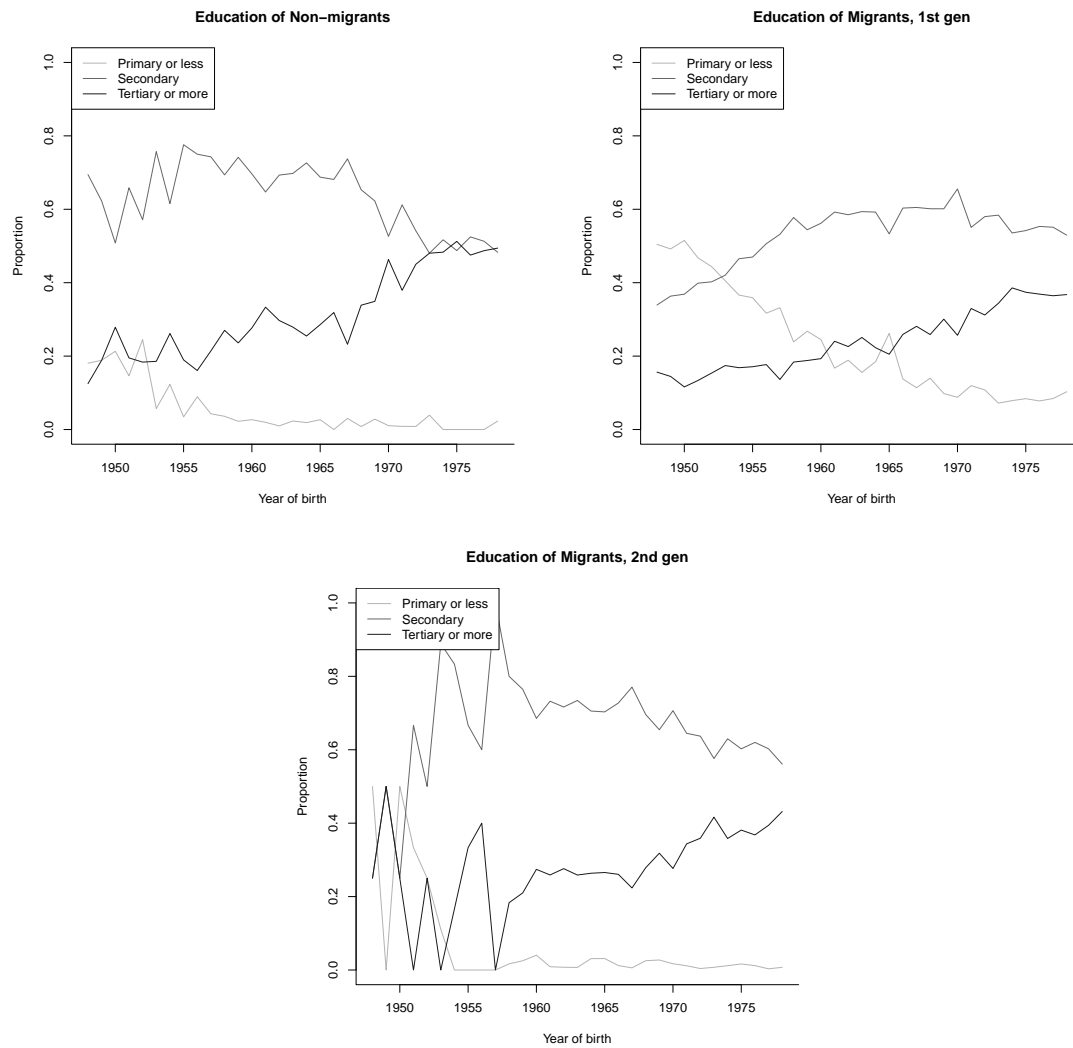 Education of Non−migrants
Primary or less
Secondary
Tertiary or more
1.0
0.8
0.6
0.4
0.2
0.0
Proportion
1950 1955 1960 1965 1970 1975
Year of birth
Education of Migrants, 1st gen
Primary or less
Secondary
Tertiary or more
1.0
0.8
0.6
0.4
0.2
0.0
Proportion
1950 1955 1960 1965 1970 1975
Year of birth
Education of Migrants, 2nd gen
Primary or less
Secondary
Tertiary or more
1.0
0.8
0.6
0.4
0.2
0.0
Proportion
1950 1955 1960 1965 1970 1975
Year of birth